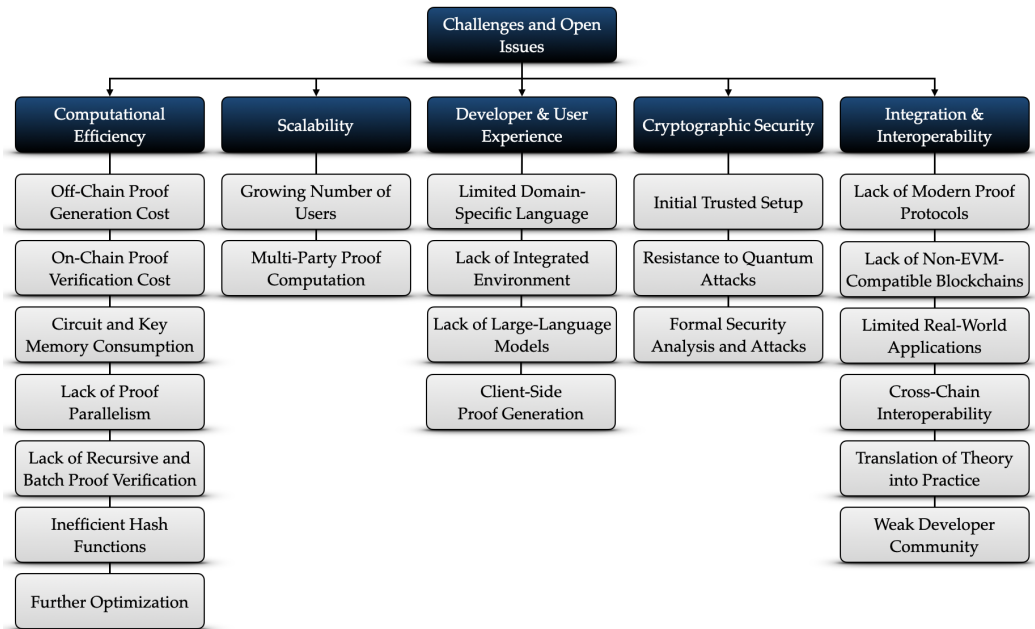 Challenges and Open
Issues
Computational
Efficiency
Off-Chain Proof
Generation Cost
On-Chain Proof
Verification Cost
Circuit and Key
Memory Consumption
Lack of Proof
Parallelism
Lack of Recursive and
Batch Proof Verification
Inefficient Hash
Functions
Further Optimization
Scalability
Growing Number of
Users
Multi-Party Proof
Computation
Developer & User
Experience
Limited Domain-
Specific Language
Lack of Integrated
Environment
Lack of Large-Language
Models
Client-Side
Proof Generation
Cryptographic Security
Initial Trusted Setup
Resistance to Quantum
Attacks
Formal Security
Analysis and Attacks
Integration &
Interoperability
Lack of Modern Proof
Protocols
Lack of Non-EVM-
Compatible Blockchains
Limited Real-World
Applications
Cross-Chain
Interoperability
Translation of Theory
into Practice
Weak Developer
Community